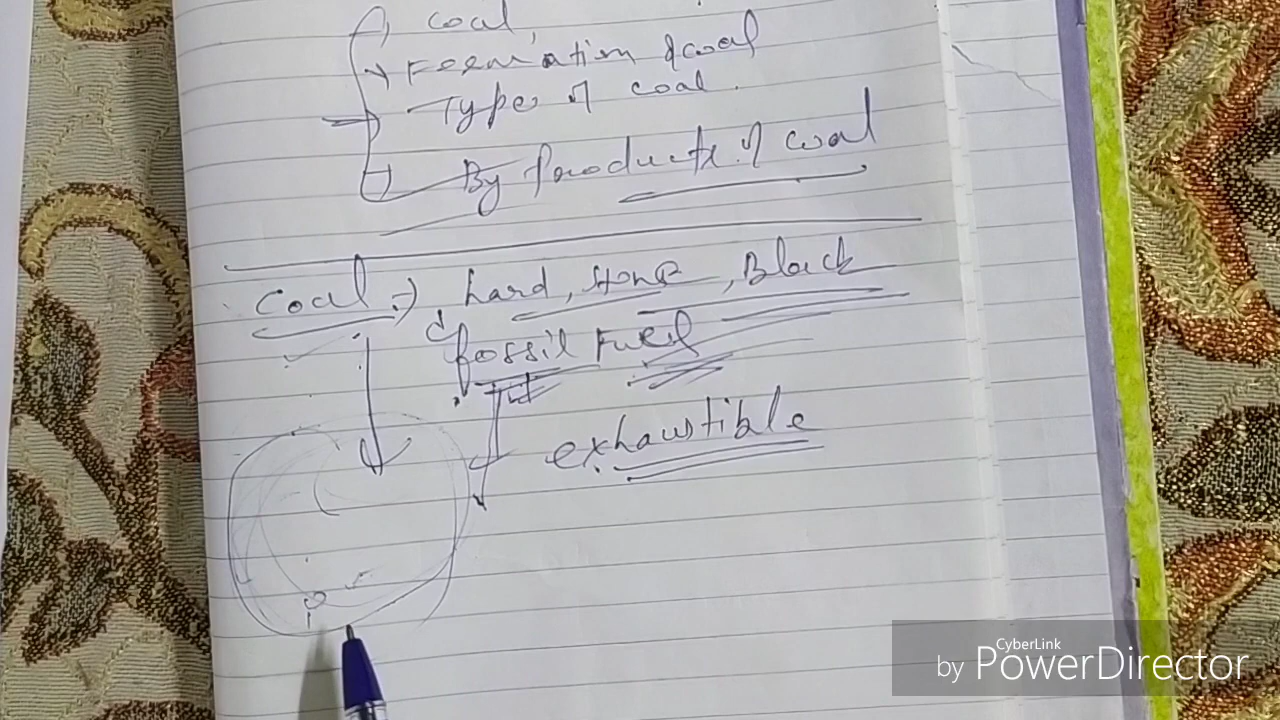 coal,
Formation of coal
Types of coal.
By Products of coal
Coal :-) hard, stone, Black
fossil Fuel
exhaustible
CyberLink
by PowerDirector